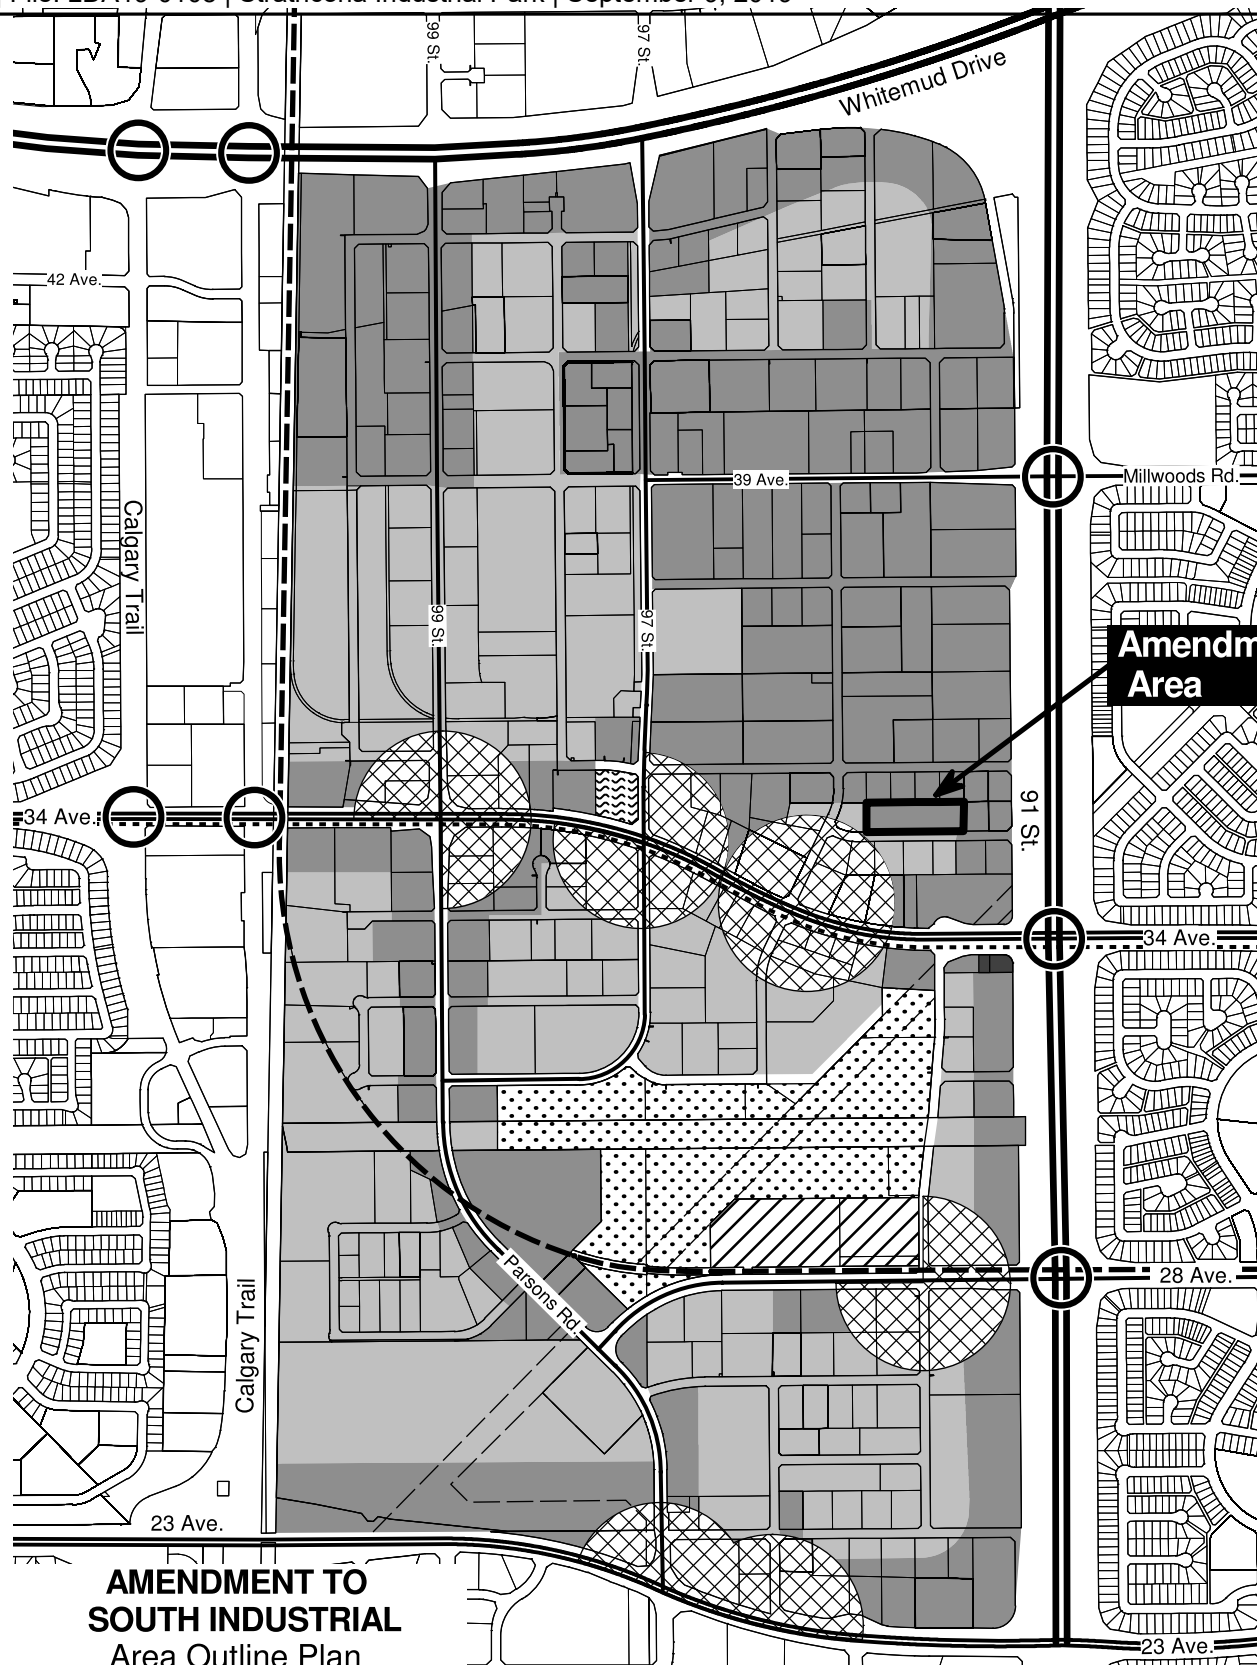 99 St.
97 St.
Whitemud Drive
42 Ave.
39 Ave.
Millwoods Rd.
Calgary Trail
99 St.
97 St.
Amendm
Area
34 Ave.
91 St.
34 Ave.
28 Ave.
Parsons Rd.
Calgary Trail
23 Ave.
AMENDMENT TO
SOUTH INDUSTRIAL
Area Outline Plan
23 Ave.